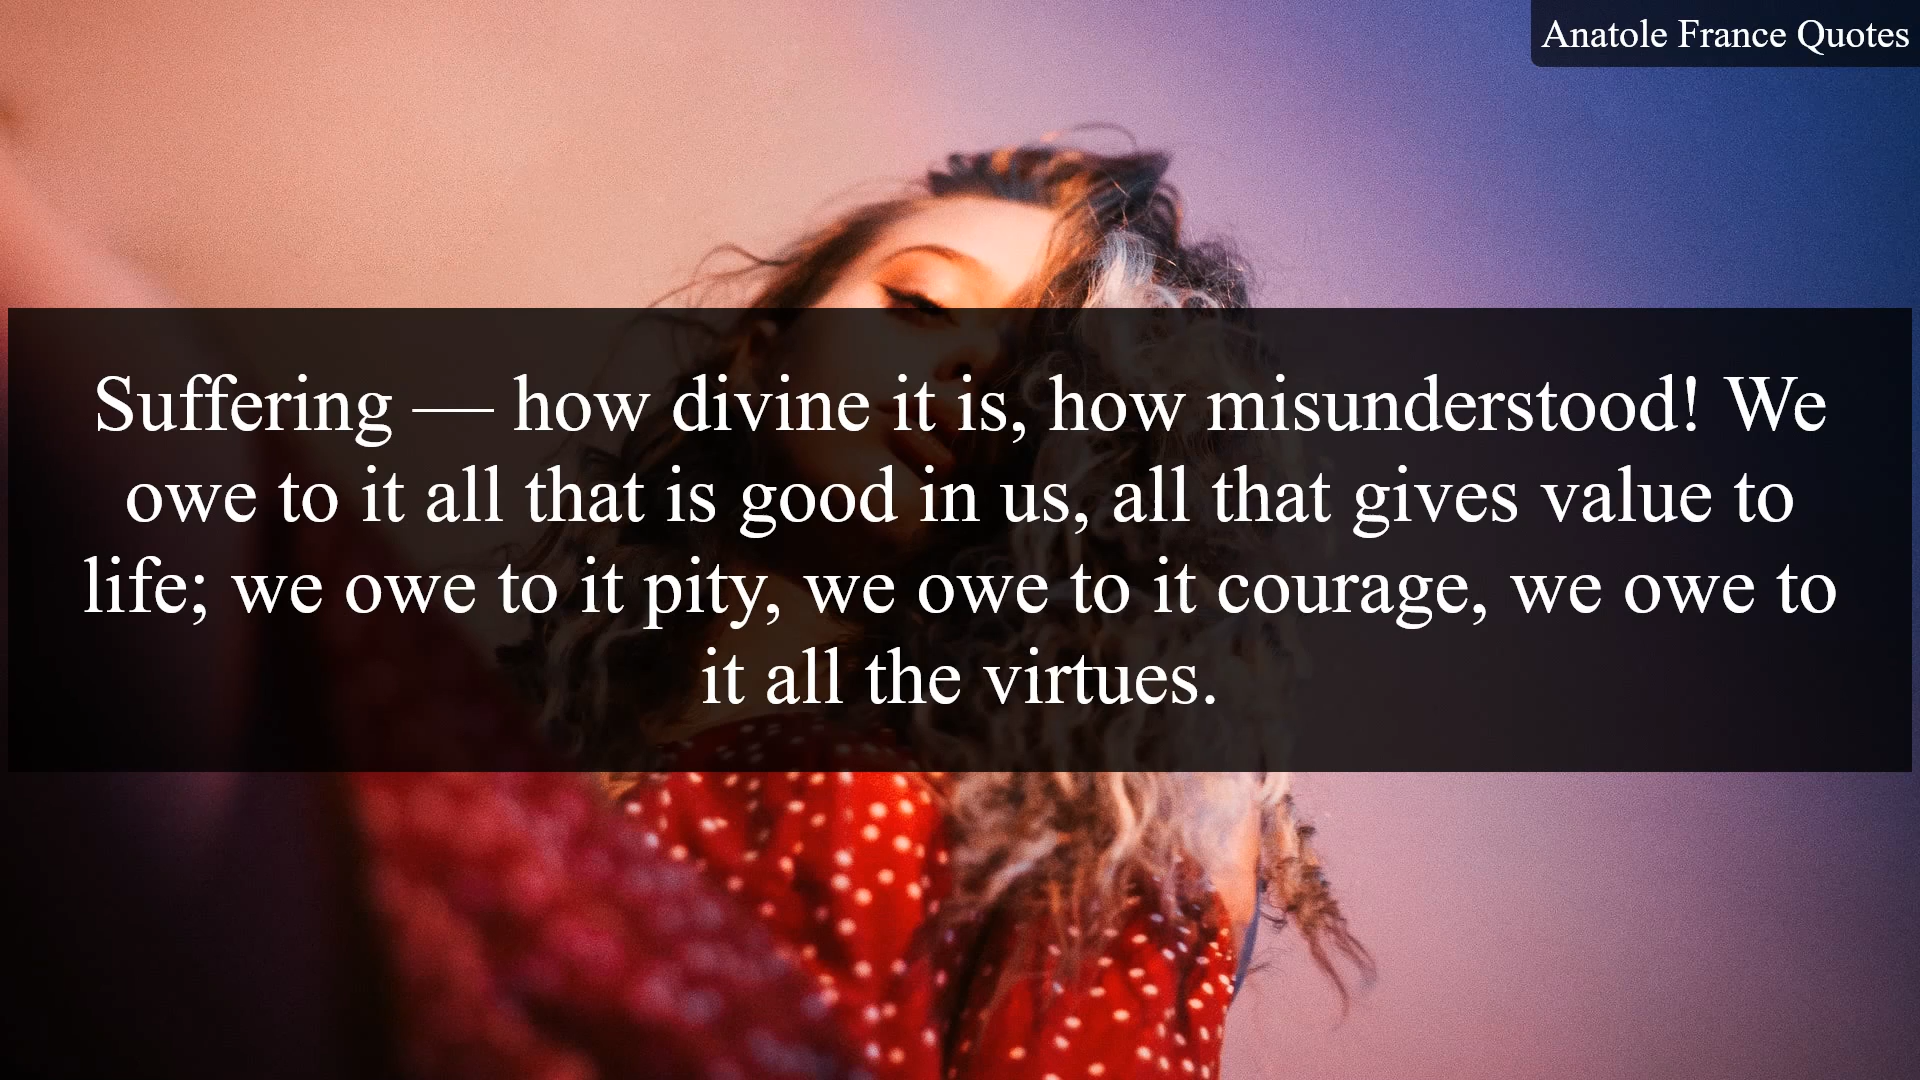 Anatole France Quotes
Suffering — how divine it is, how misunderstood! We
owe to it all that is good in us, all that gives value to
life; we owe to it pity, we owe to it courage, we owe to
it all the virtues.